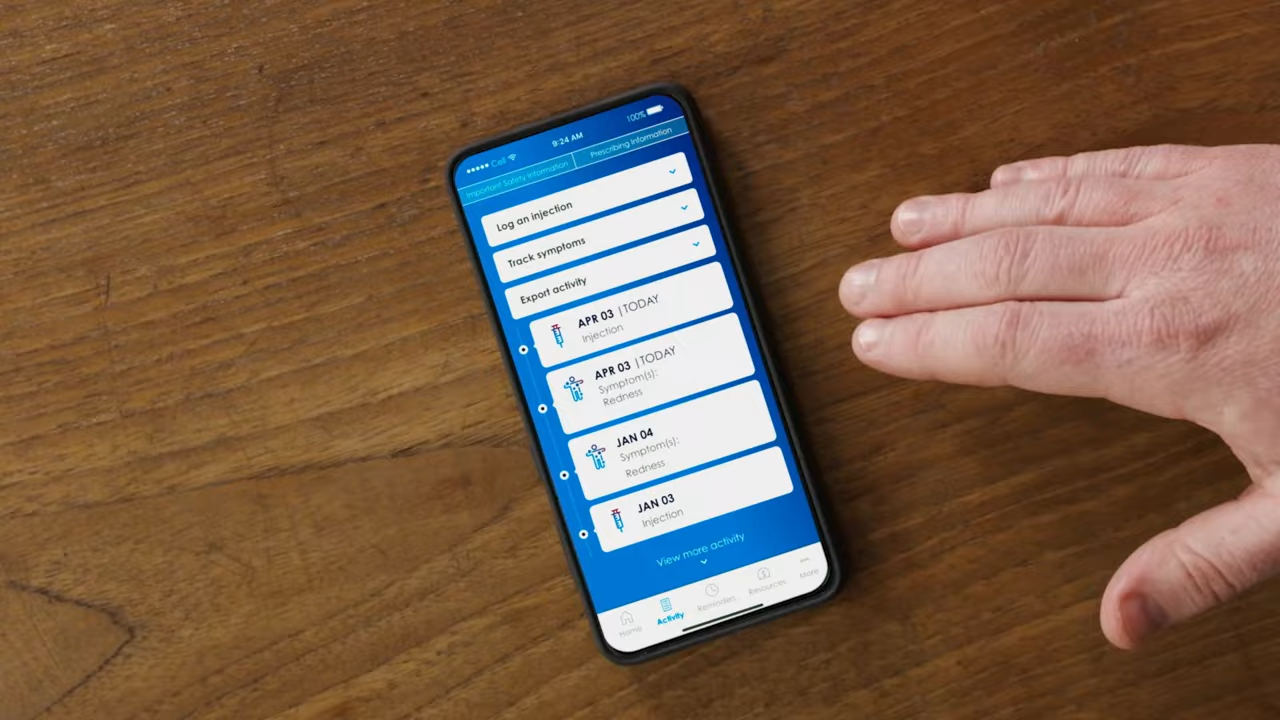 Cell 9:24 AM 100%
Important Safety Information Prescribing Information
Log an injection
Track symptoms
Export activity
APR 03 | TODAY
Injection
APR 03 | TODAY
Symptom(s):
Redness
JAN 04
Symptom(s):
Redness
JAN 03
Injection
View more activity
Home Activity Reminders Resources More